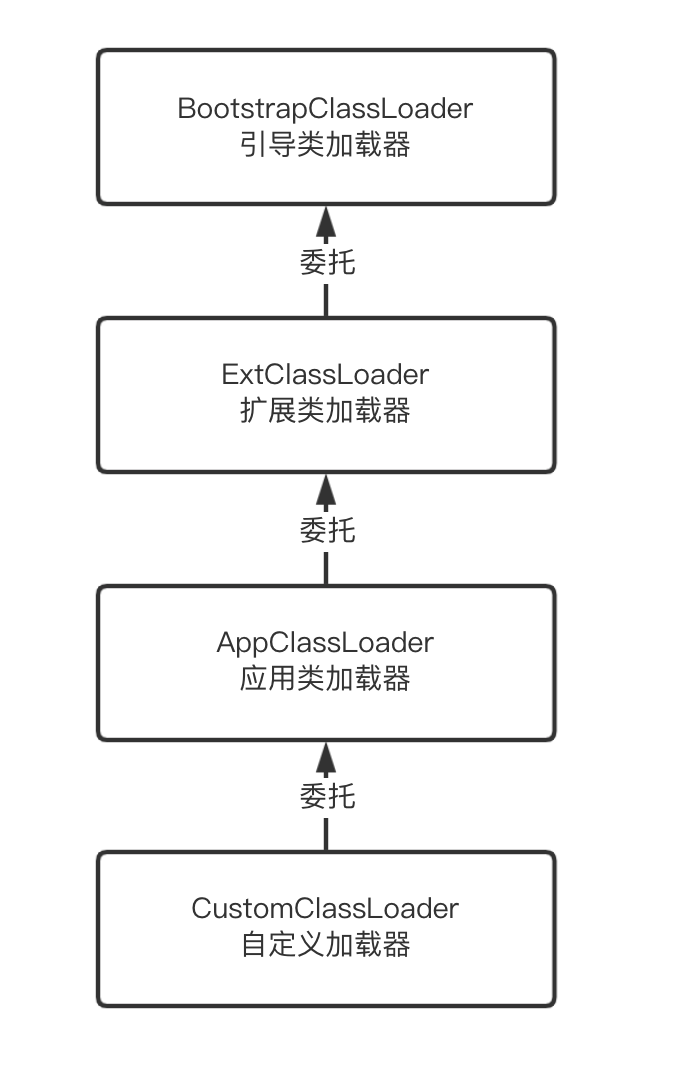 BootstrapClassLoader
引导类加载器
委托
ExtClassLoader
扩展类加载器
委托
AppClassLoader
应用类加载器
委托
CustomClassLoader
自定义加载器